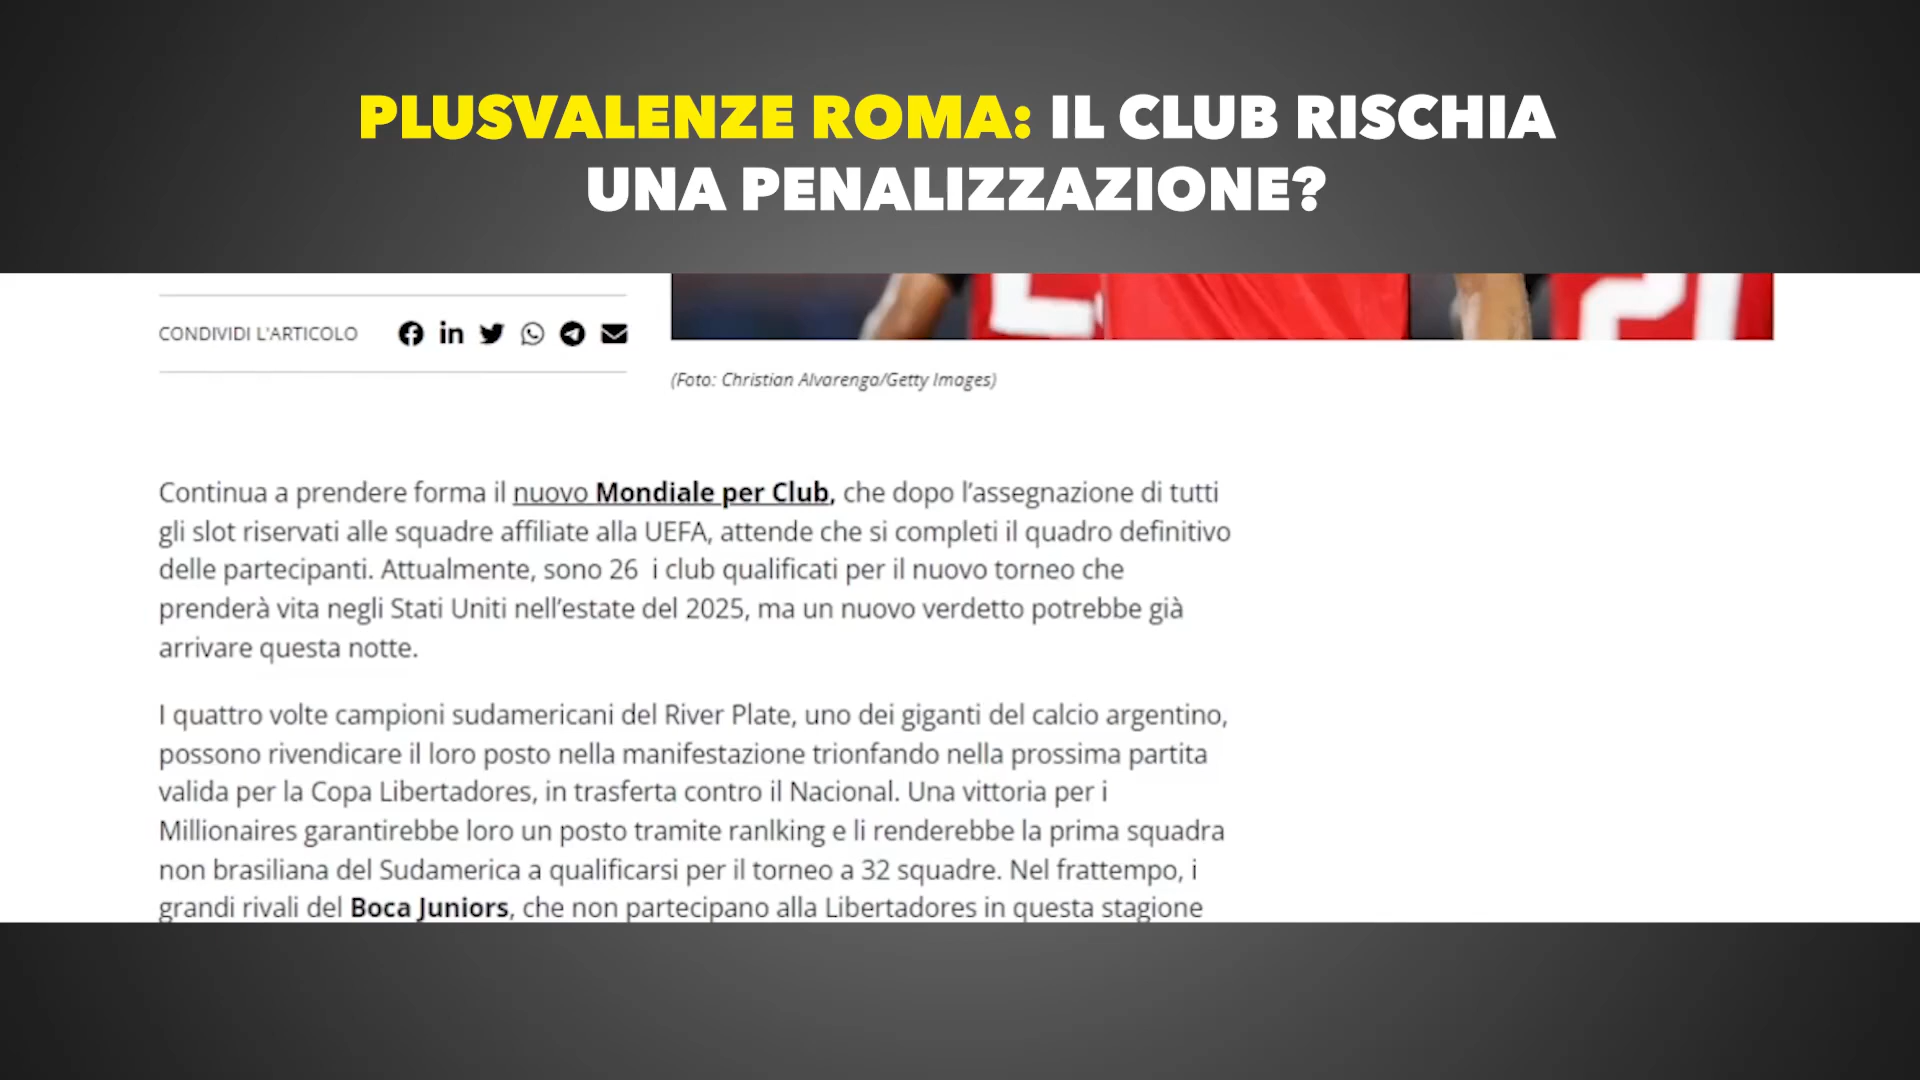 PLUSVALENZE ROMA: IL CLUB RISCHIA
UNA PENALIZZAZIONE?
CONDIVIDI L'ARTICOLO
(Foto: Christian Alvarenga/Getty Images)
Continua a prendere forma il nuovo Mondiale per Club, che dopo l'assegnazione di tutti
gli slot riservati alle squadre affiliate alla UEFA, attende che si completi il quadro definitivo
delle partecipanti. Attualmente, sono 26 i club qualificati per il nuovo torneo che
prenderà vita negli Stati Uniti nell'estate del 2025, ma un nuovo verdetto potrebbe già
arrivare questa notte.
I quattro volte campioni sudamericani del River Plate, uno dei giganti del calcio argentino,
possono rivendicare il loro posto nella manifestazione trionfando nella prossima partita
valida per la Copa Libertadores, in trasferta contro il Nacional. Una vittoria per i
Millionaires garantirebbe loro un posto tramite ranlking e li renderebbe la prima squadra
non brasiliana del Sudamerica a qualificarsi per il torneo a 32 squadre. Nel frattempo, i
grandi rivali del Boca Juniors, che non partecipano alla Libertadores in questa stagione